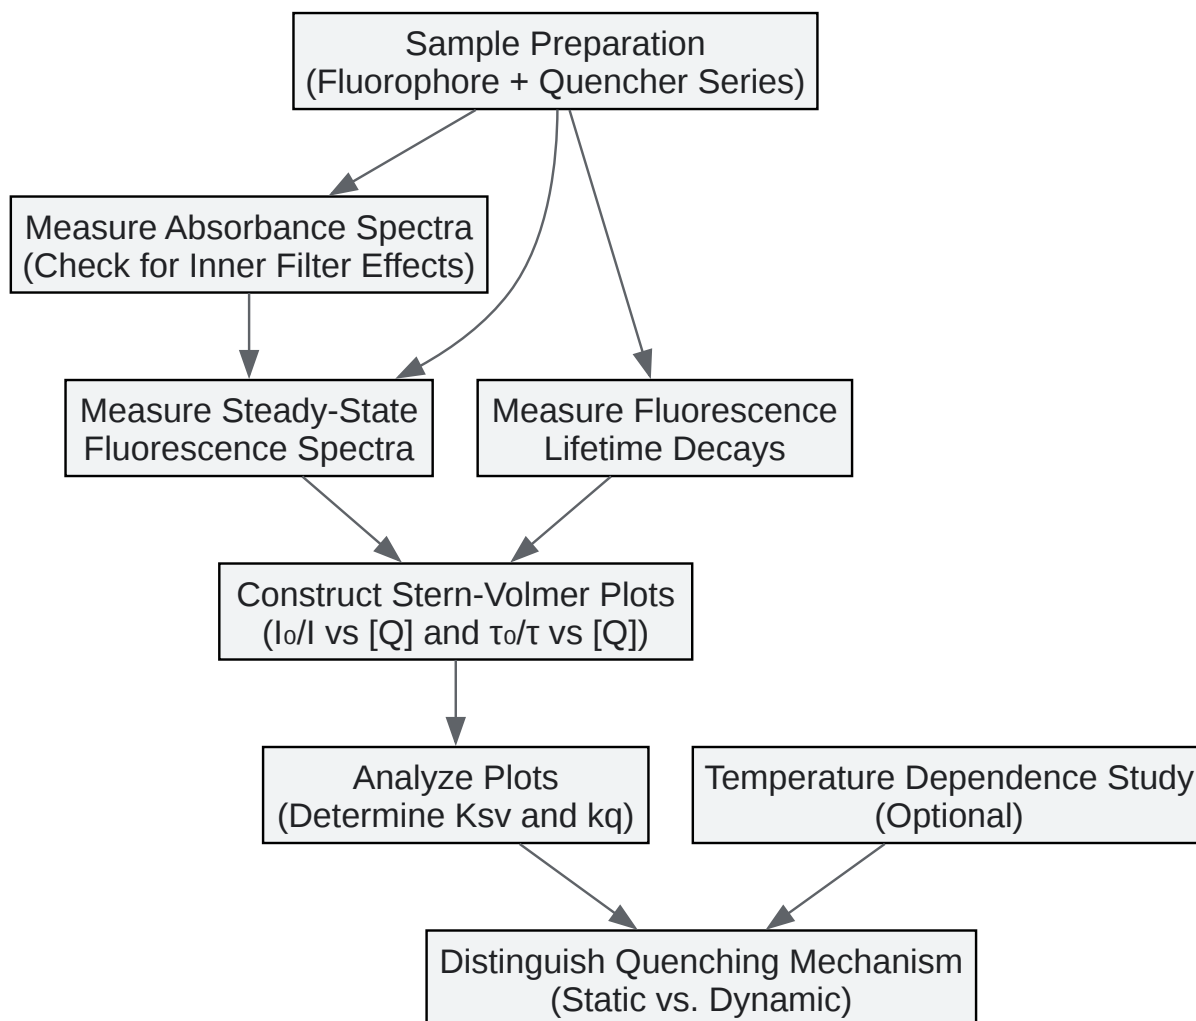 Sample Preparation
(Fluorophore + Quencher Series)
Measure Absorbance Spectra
(Check for Inner Filter Effects)
Measure Steady-State
Fluorescence Spectra
Measure Fluorescence
Lifetime Decays
Construct Stern-Volmer Plots
(I₀/I vs [Q] and τ₀/τ vs [Q])
Analyze Plots
(Determine Ksv and kq)
Temperature Dependence Study
(Optional)
Distinguish Quenching Mechanism
(Static vs. Dynamic)